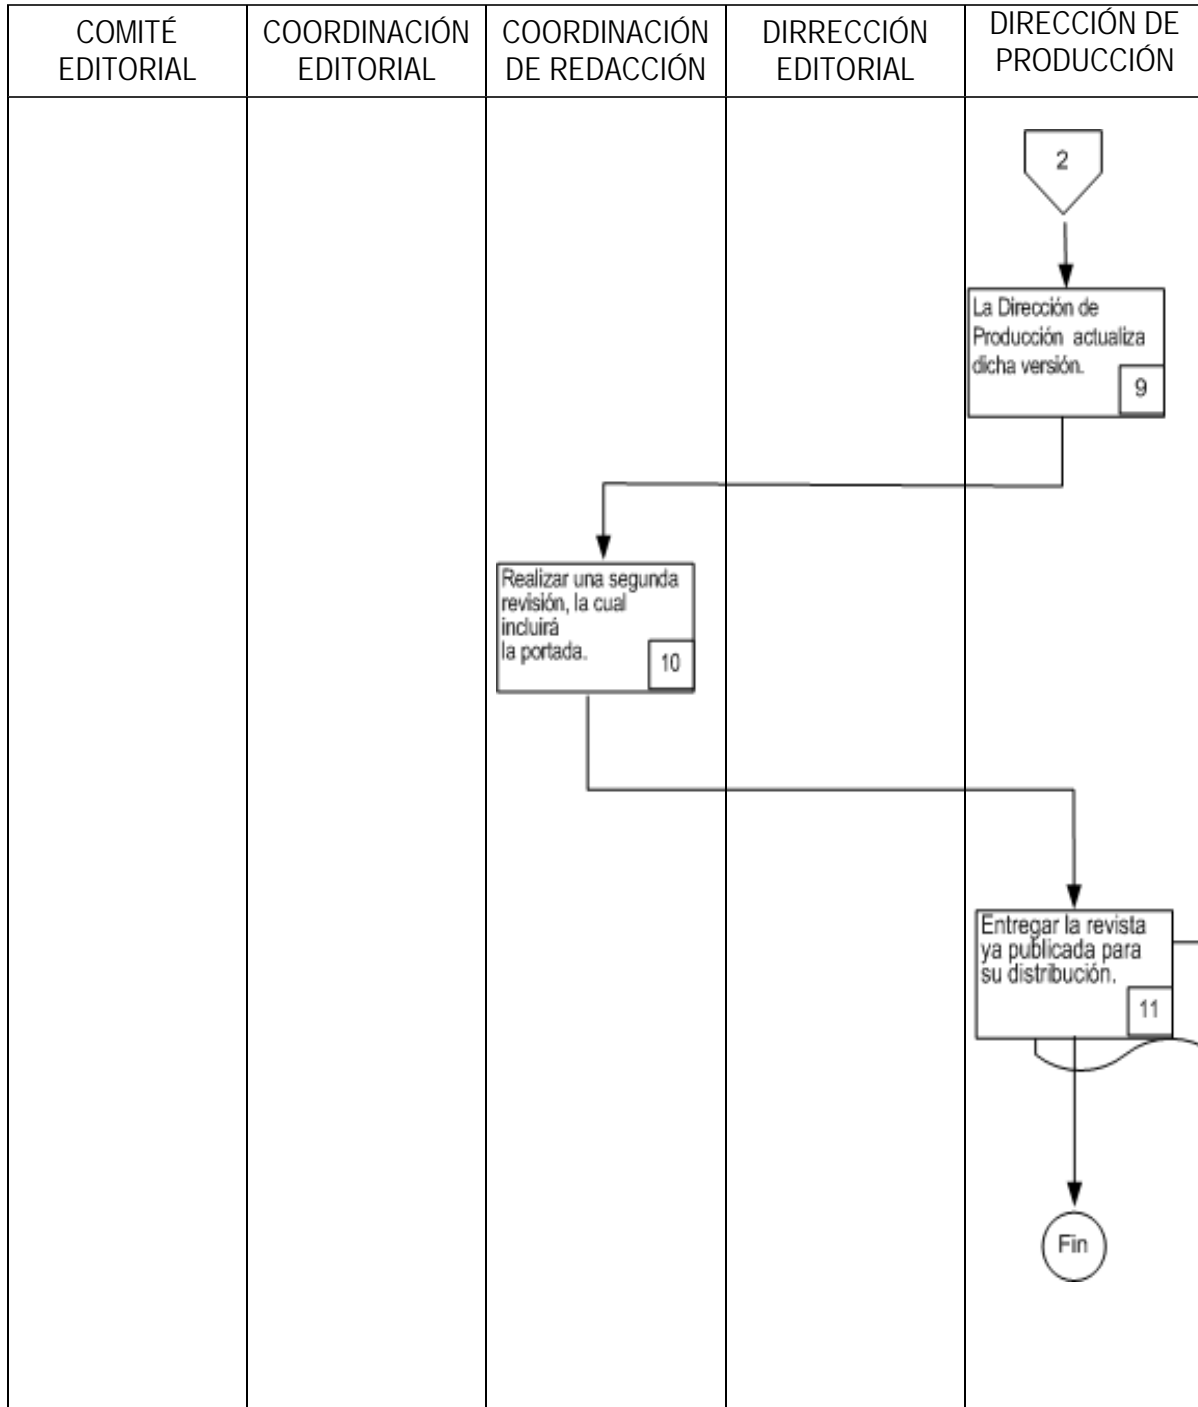 COMITÉ
EDITORIAL
COORDINACIÓN
EDITORIAL
COORDINACIÓN
DE REDACCIÓN
DIRRECCIÓN
EDITORIAL
DIRECCIÓN DE
PRODUCCIÓN
2
La Dirección de
Producción actualiza
dicha versión.
9
Realizar una segunda
revisión, la cual
incluirá
la portada.
10
Entregar la revista
ya publicada para
su distribución.
11
Fin